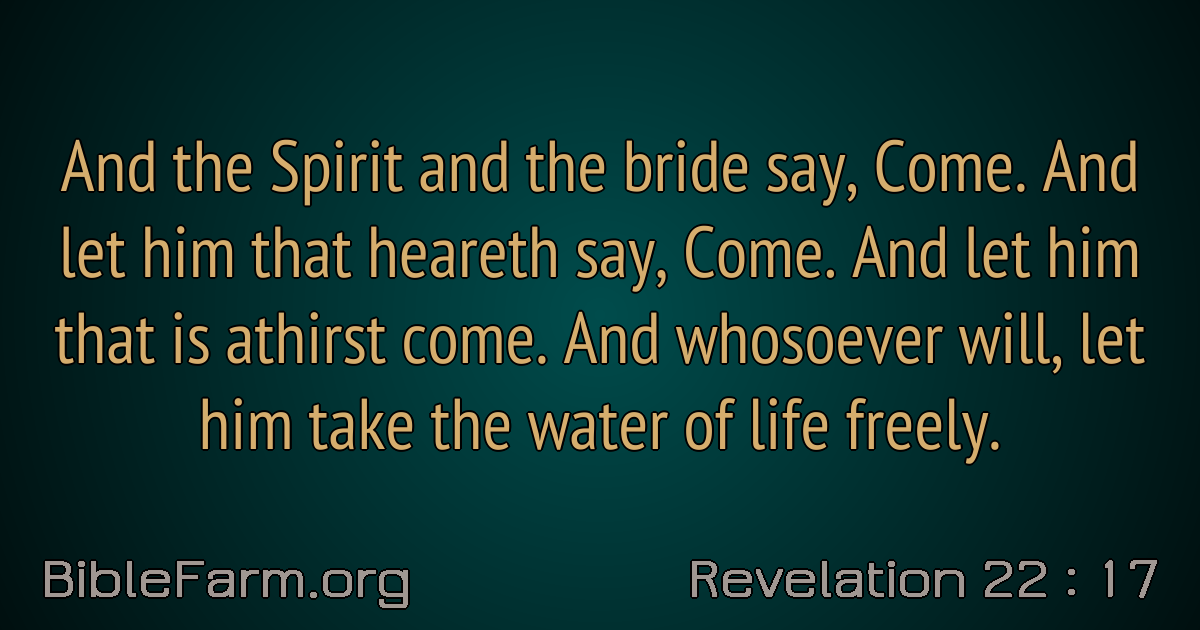 And the Spirit and the bride say, Come. And
let him that heareth say, Come. And let him
that is athirst come. And whosoever will, let
him take the water of life freely.
BibleFarm.org
Revelation 22 : 17